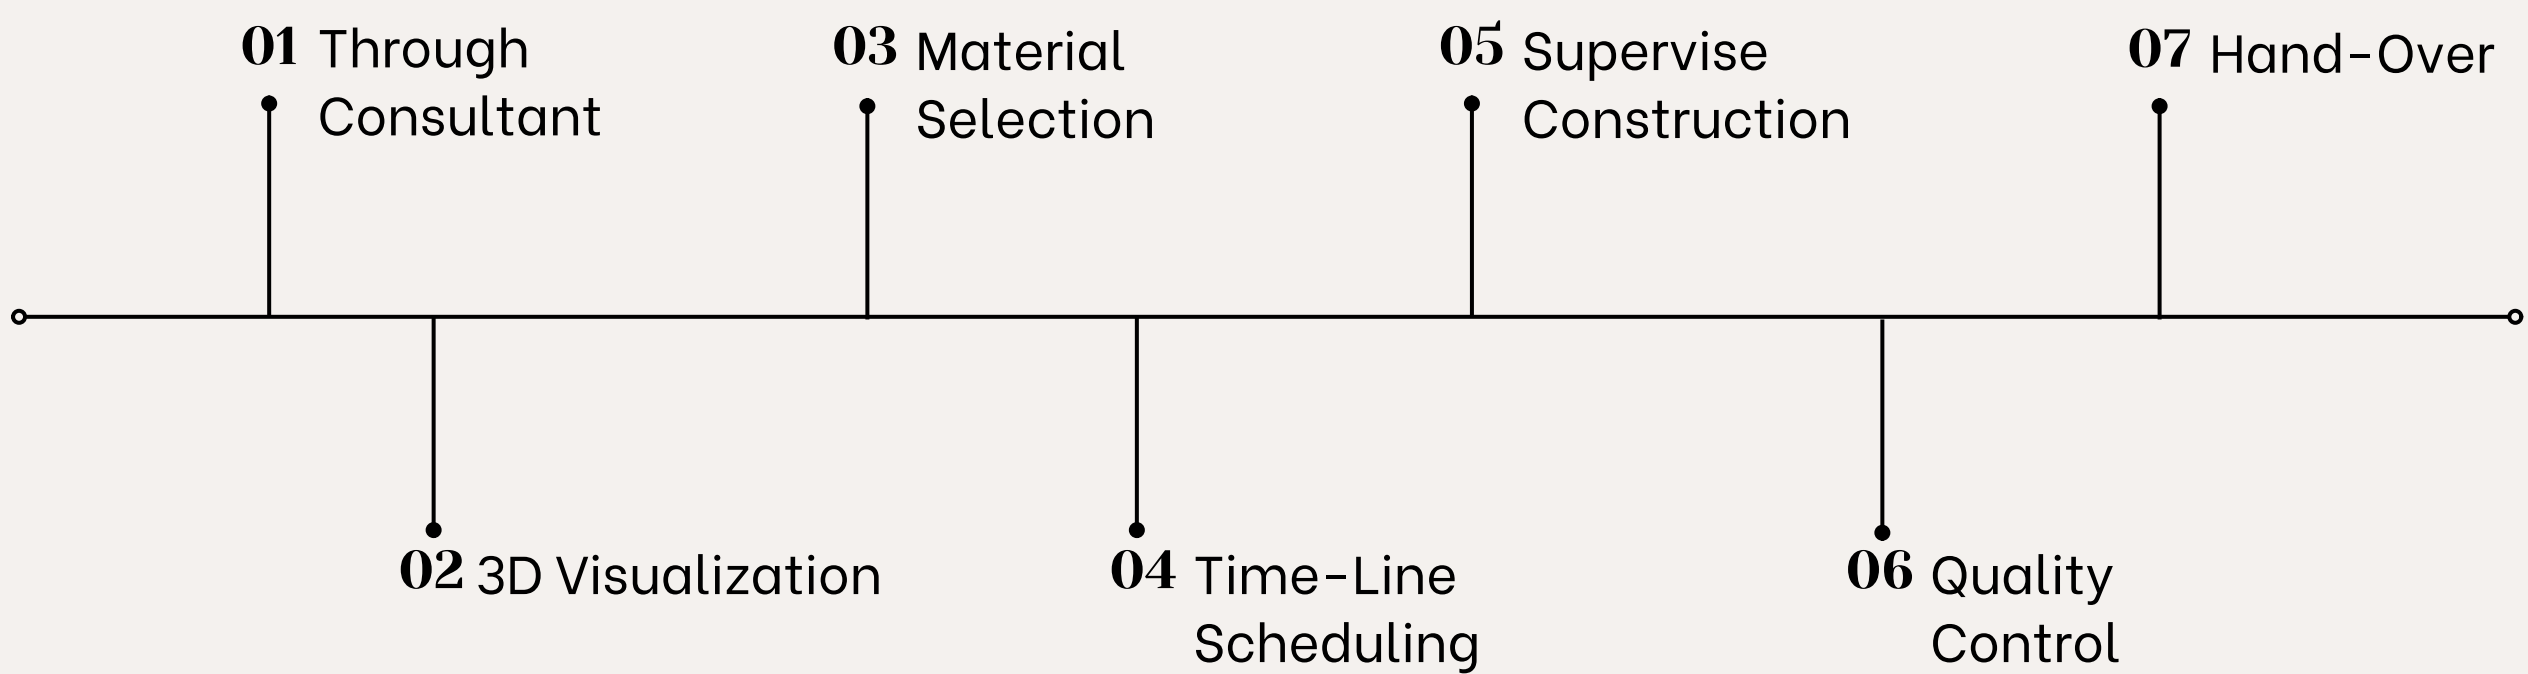 01 Through
Consultant
02 3D Visualization
03 Material
Selection
04 Time-Line
Scheduling
05 Supervise
Construction
06 Quality
Control
07 Hand-Over